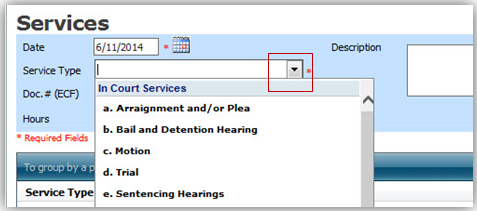 Services
Date 6/11/2014 * Description
Service Type *
Doc.# (ECF) In Court Services
a. Arraignment and/or Plea
Hours b. Bail and Detention Hearing
* Required Fields c. Motion
To group by a p d. Trial
Service Type e. Sentencing Hearings